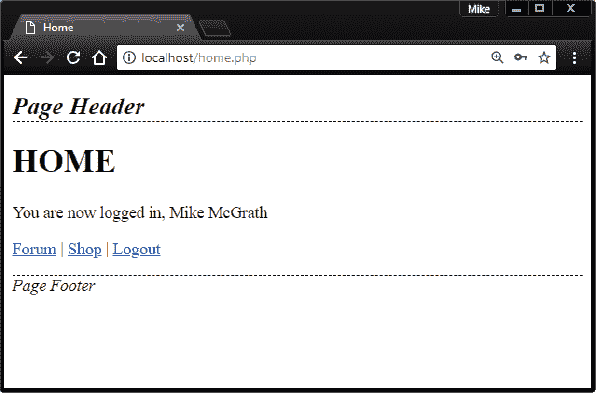 Mike
Home
localhost/home.php
Page Header
HOME
You are now logged in, Mike McGrath
Forum | Shop | Logout
Page Footer